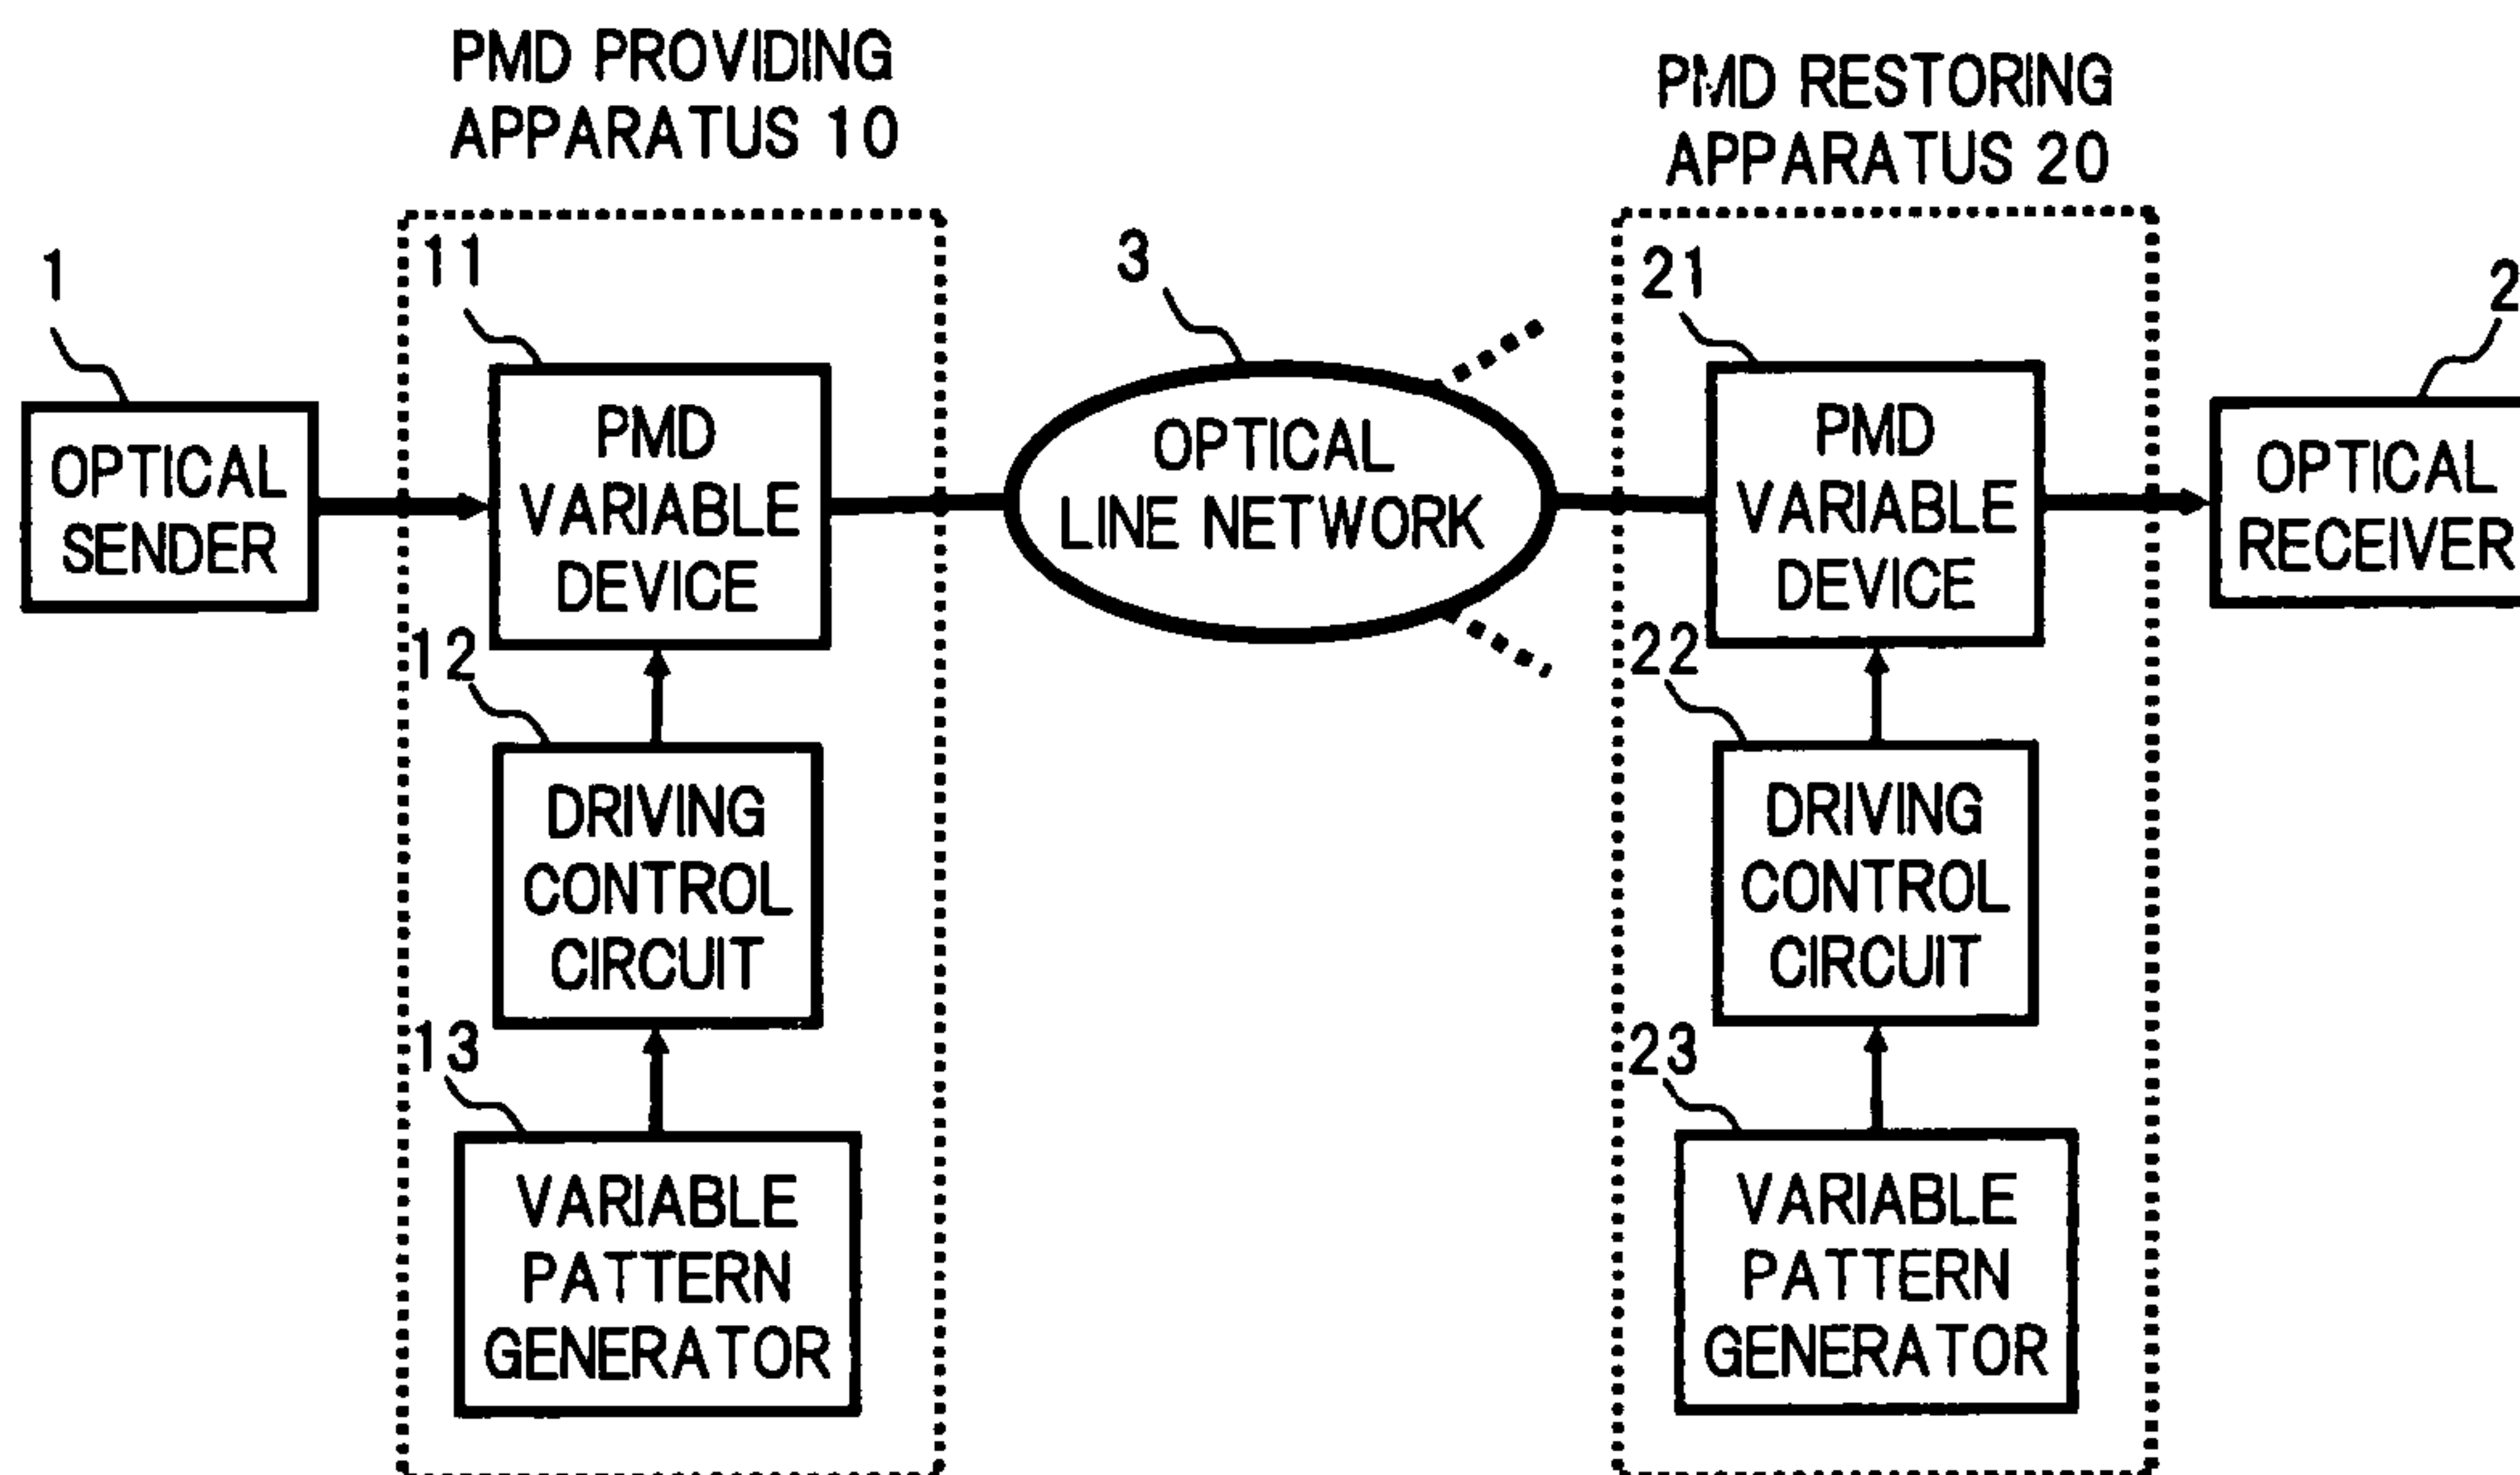 PMD PROVIDING
APPARATUS 10
PMD RESTORING
APPARATUS 20
1
11
3
21
2
OPTICAL
SENDER
PMD
VARIABLE
DEVICE
OPTICAL
LINE NETWORK
PMD
VARIABLE
DEVICE
OPTICAL
RECEIVER
12
22
DRIVING
CONTROL
CIRCUIT
DRIVING
CONTROL
CIRCUIT
13
23
VARIABLE
PATTERN
GENERATOR
VARIABLE
PATTERN
GENERATOR